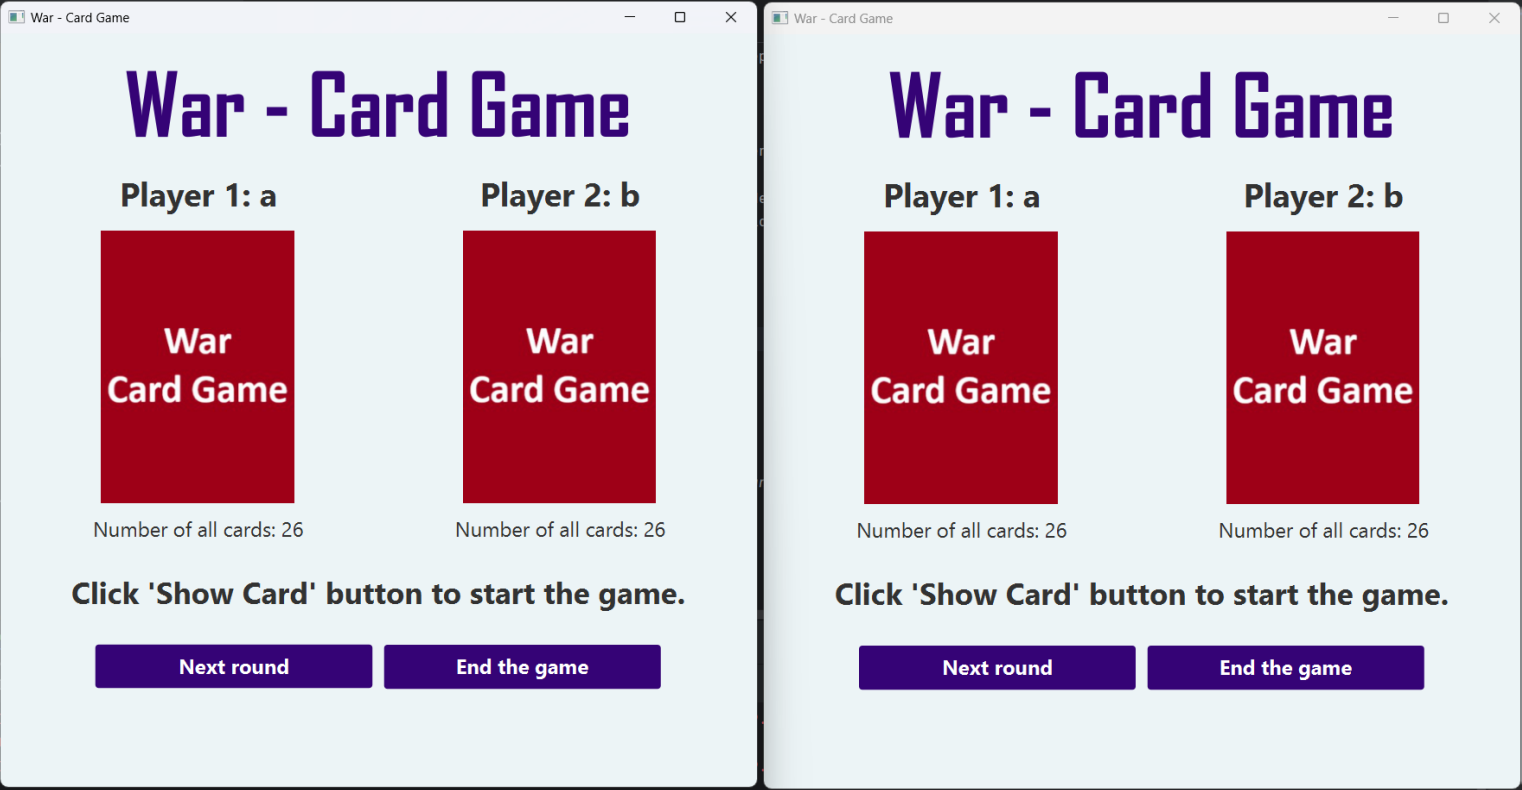 War - Card Game
War - Card Game
Player 1: a
Player 2: b
War
Card Game
War
Card Game
Number of all cards: 26
Number of all cards: 26
Click 'Show Card' button to start the game.
Next round
End the game
War - Card Game
War - Card Game
Player 1: a
Player 2: b
War
Card Game
War
Card Game
Number of all cards: 26
Number of all cards: 26
Click 'Show Card' button to start the game.
Next round
End the game